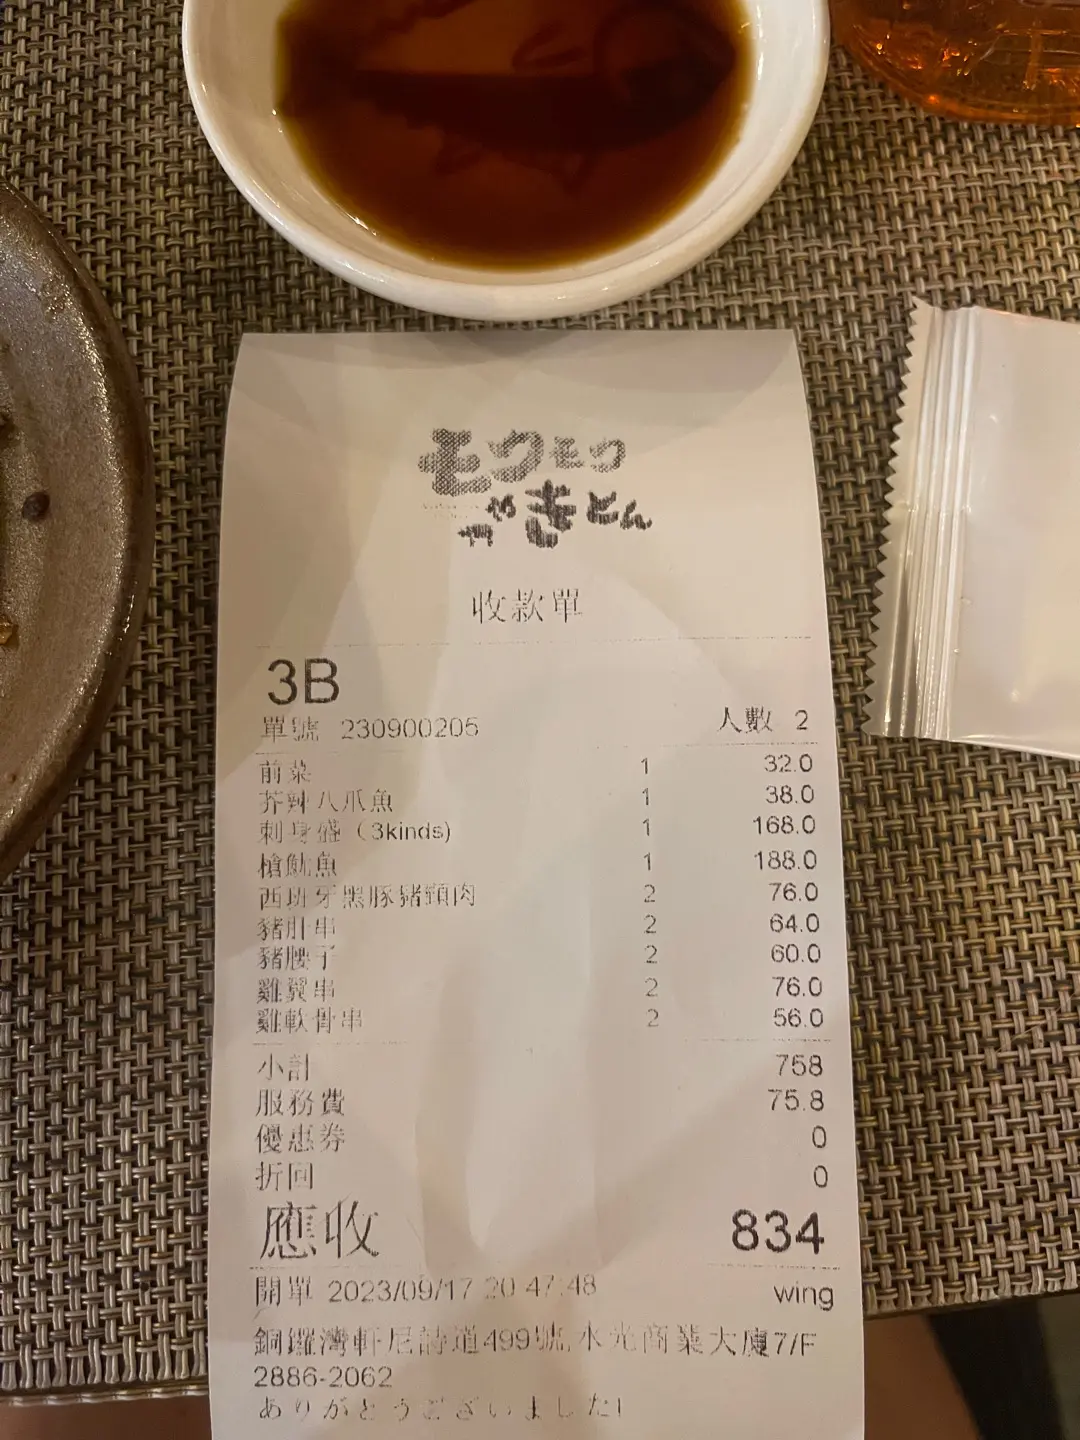 モクモク
やきとん
收款單
3B
單號 230900205 人數 2
前菜 1 32.0
芥辣八爪魚 1 38.0
刺身盛（3kinds） 1 168.0
槍魷魚 1 188.0
西班牙黑豚豬頸肉 2 76.0
豬肝串 2 64.0
豬腰子 2 60.0
雞翼串 2 76.0
雞軟骨串 2 56.0
小計 758
服務費 75.8
優惠券 0
折回 0
應收 834
開單 2023/09/17 20:47:48 wing
銅鑼灣軒尼詩道499號,永光商業大廈7/F
2886-2062
ありがとうございました!